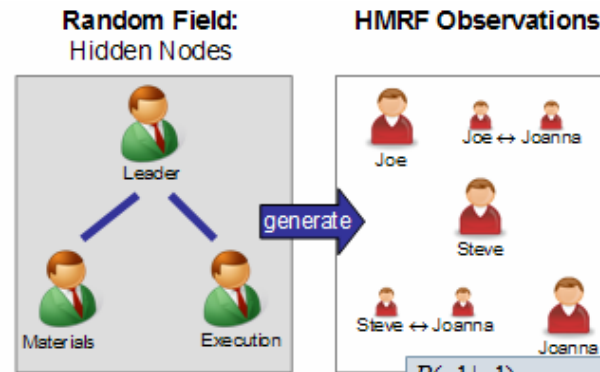 Random Field:
Hidden Nodes
Leader
Materials
Execution
generate
HMRF Observations
Joe
Joe ↔ Joanna
Steve
Steve ↔ Joanna
Joanna